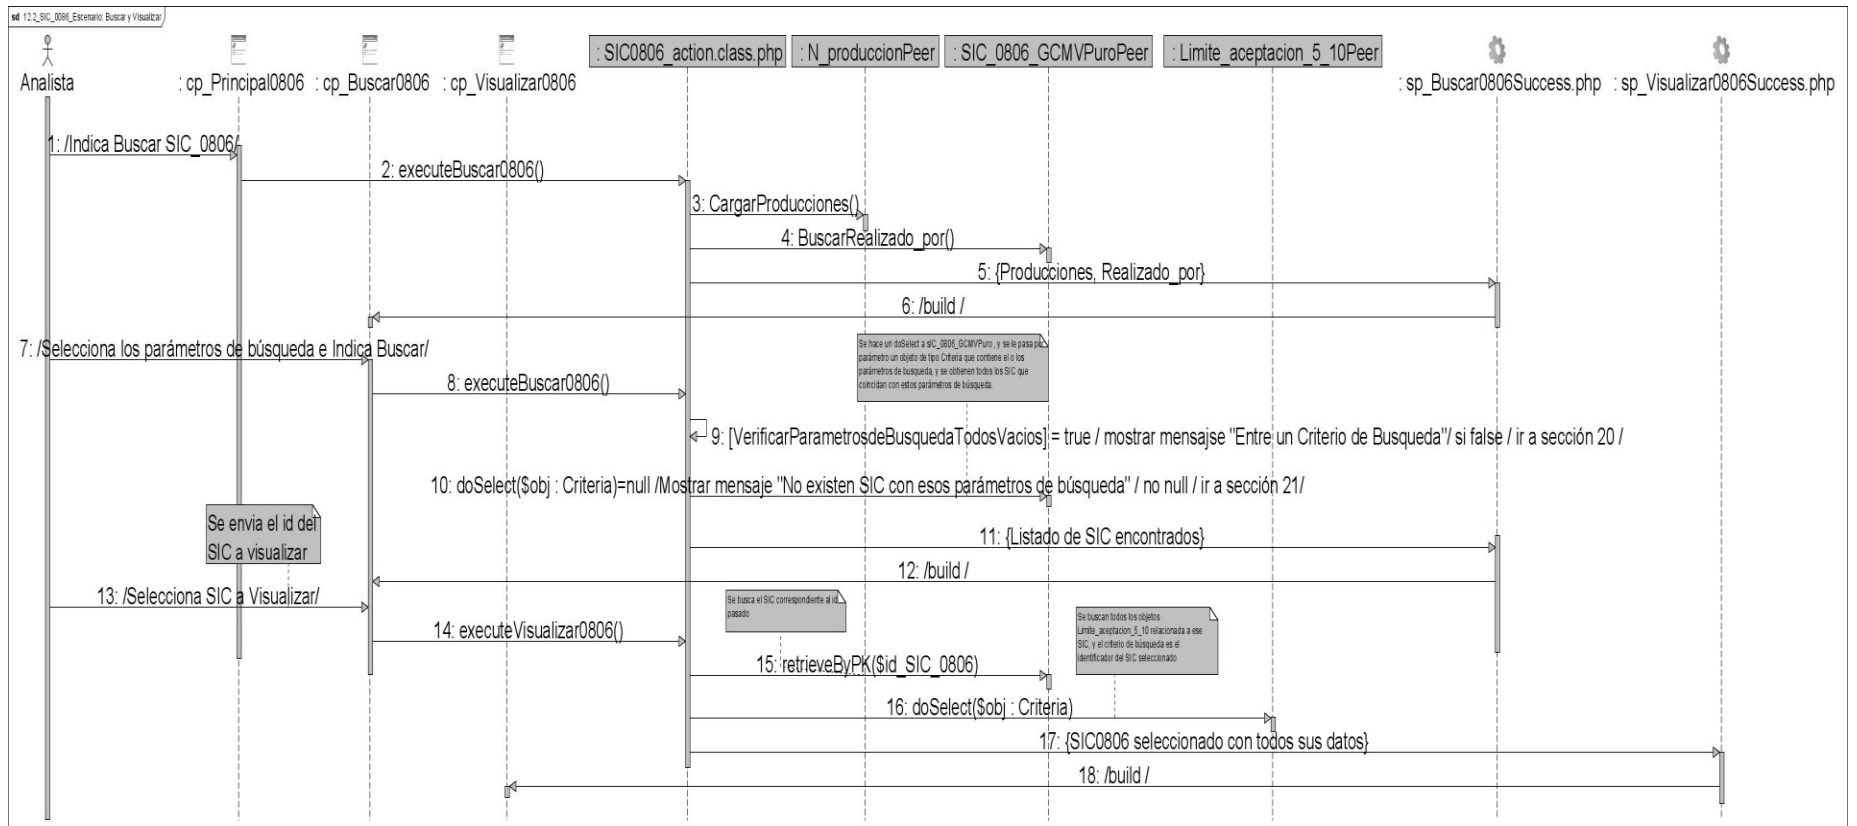 sd 12.2_SIC_0086_Escenario: Buscar y Visualizar
Analista
: cp_Principal0806
: cp_Buscar0806
: cp_Visualizar0806
: SIC0806_action.class.php
: N_produccionPeer
: SIC_0806_GCMVPuroPeer
: Limite_aceptacion_5_10Peer
: sp_Buscar0806Success.php
: sp_Visualizar0806Success.php
1: /Indica Buscar SIC_0806/
2: executeBuscar0806()
3: CargarProducciones()
4: BuscarRealizado_por()
5: {Producciones, Realizado_por}
6: /build /
7: /Selecciona los parámetros de búsqueda e Indica Buscar/
Se hace un doSelect a sIC_0806_GCMVPuro , y se le pasa por
parámetro un objeto de tipo Criteria que contiene el o los
parámetros de busqueda, y se obtienen todos los SIC que
coincidan con estos parámetros de búsqueda.
8: executeBuscar0806()
9: [VerificarParametrosdeBusquedaTodosVacios] = true / mostrar mensajse "Entre un Criterio de Busqueda"/ si false / ir a sección 20 /
10: doSelect($obj : Criteria)=null /Mostrar mensaje "No existen SIC con esos parámetros de búsqueda" / no null / ir a sección 21/
Se envia el id del
SIC a visualizar
11: {Listado de SIC encontrados}
12: /build /
13: /Selecciona SIC a Visualizar/
Se busca el SIC correspondiente al id
pasado
Se buscan todos los objetos
Limite_aceptacion_5_10 relacionada a ese
SIC, y el criterio de búsqueda es el
identificador del SIC seleccionado
14: executeVisualizar0806()
15: retrieveByPK($id_SIC_0806)
16: doSelect($obj : Criteria)
17: {SIC0806 seleccionado con todos sus datos}
18: /build /